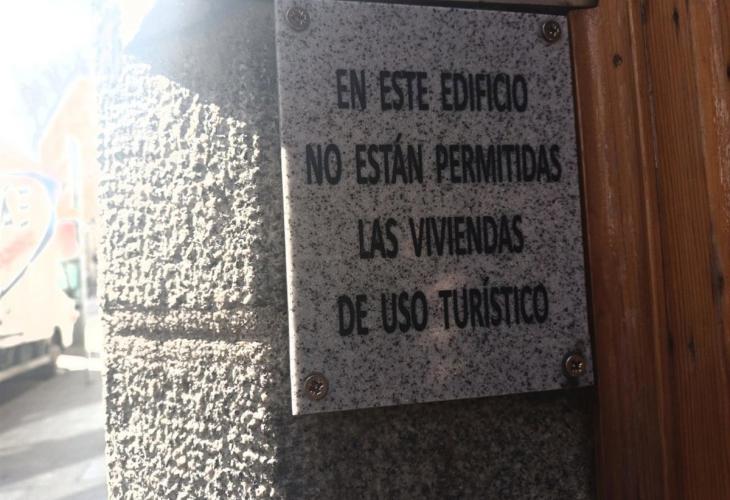 EN ESTE EDIFICIO
NO ESTÁN PERMITIDAS
LAS VIVIENDAS
DE USO TURÍSTICO